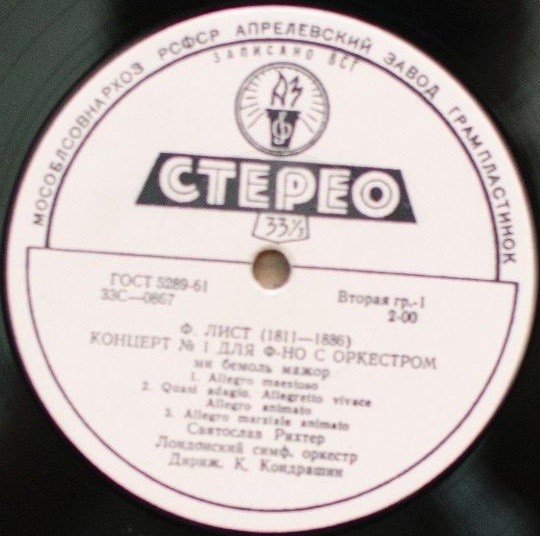 МОСОБЛСОВНАРХОЗ РСФСР АПРЕЛЕВСКИЙ ЗАВОД ГРАМПЛАСТИНОК
ЗАПИСАНО ВСГ
АЗ
СТЕРЕО
33⅓
ГОСТ 5289-61
33С—0867
Вторая гр.-1
2-00
Ф. ЛИСТ (1811—1886)
КОНЦЕРТ № 1 ДЛЯ Ф-НО С ОРКЕСТРОМ
ми бемоль мажор
1. Allegro maestoso
2. Quasi adagio. Allegretto vivace
Allegro animato
3. Allegro marziale animato
Святослав Рихтер
Лондонский симф. оркестр
Дириж. К. Кондрашин